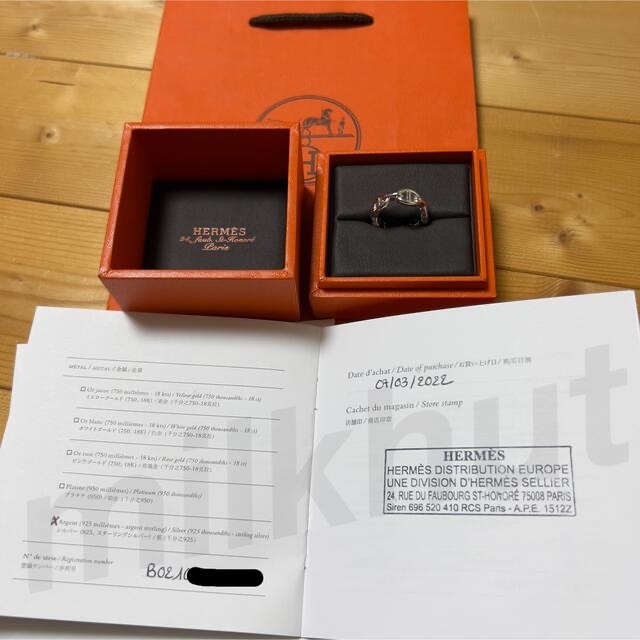 HERMÈS
24, Faub. St-Honoré
Paris
MÉTAL / METAL / 金属 / 金属
Or jaune (750 millièmes - 18 kts) / Yellow gold (750 thousandths - 18 ct)
イエローゴールド (750, 18K) / 黄金 (千分之750-18克拉)
Or blanc (750 millièmes - 18 kts) / White gold (750 thousandths - 18 ct)
ホワイトゴールド (750, 18K) / 白金 (千分之750-18克拉)
Or rose (750 millièmes - 18 kts) / Rose gold (750 thousandths - 18 ct)
ピンクゴールド (750, 18K) / 玫瑰金 (千分之750-18克拉)
Platine (950 millièmes) / Platinum (950 thousandths)
プラチナ (950) / 铂金 (千分之950)
x Argent (925 millièmes - argent sterling) / Silver (925 thousandths - sterling silver)
シルバー (925, スターリングシルバー) / 银 (千分之925)
N° de série / Registration number
登録ナンバー / 序列号
B0210
Date d'achat / Date of purchase / お買い上げ日 / 购买日期
07/03/2022
Cachet du magasin / Store stamp
店舗印 / 商店印章
HERMÈS
HERMÈS DISTRIBUTION EUROPE
UNE DIVISION D'HERMÈS SELLIER
24, RUE DU FAUBOURG ST-HONORÉ 75008 PARIS
Siren 696 520 410 RCS Paris - A.P.E. 1512Z
milkhut